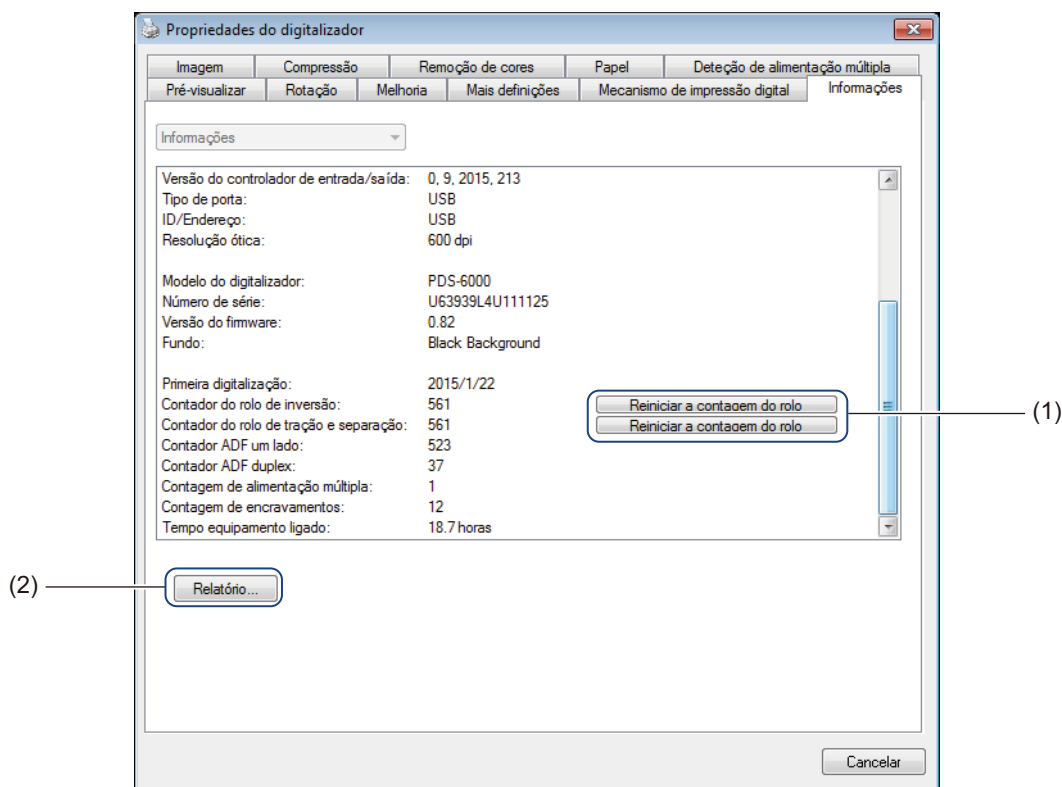 Propriedades do digitalizador
Imagem Compressão Remoção de cores Papel Deteção de alimentação múltipla
Pré-visualizar Rotação Melhoria Mais definições Mecanismo de impressão digital Informações
Informações
Versão do controlador de entrada/saída: 0, 9, 2015, 213
Tipo de porta: USB
ID/Endereço: USB
Resolução ótica: 600 dpi
Modelo do digitalizador: PDS-6000
Número de série: U63939L4U111125
Versão do firmware: 0.82
Fundo: Black Background
Primeira digitalização: 2015/1/22
Contador do rolo de inversão: 561 Reiniciar a contagem do rolo (1)
Contador do rolo de tração e separação: 561 Reiniciar a contagem do rolo
Contador ADF um lado: 523
Contador ADF duplex: 37
Contagem de alimentação múltipla: 1
Contagem de encravamentos: 12
Tempo equipamento ligado: 18.7 horas
(2) Relatório...
Cancelar